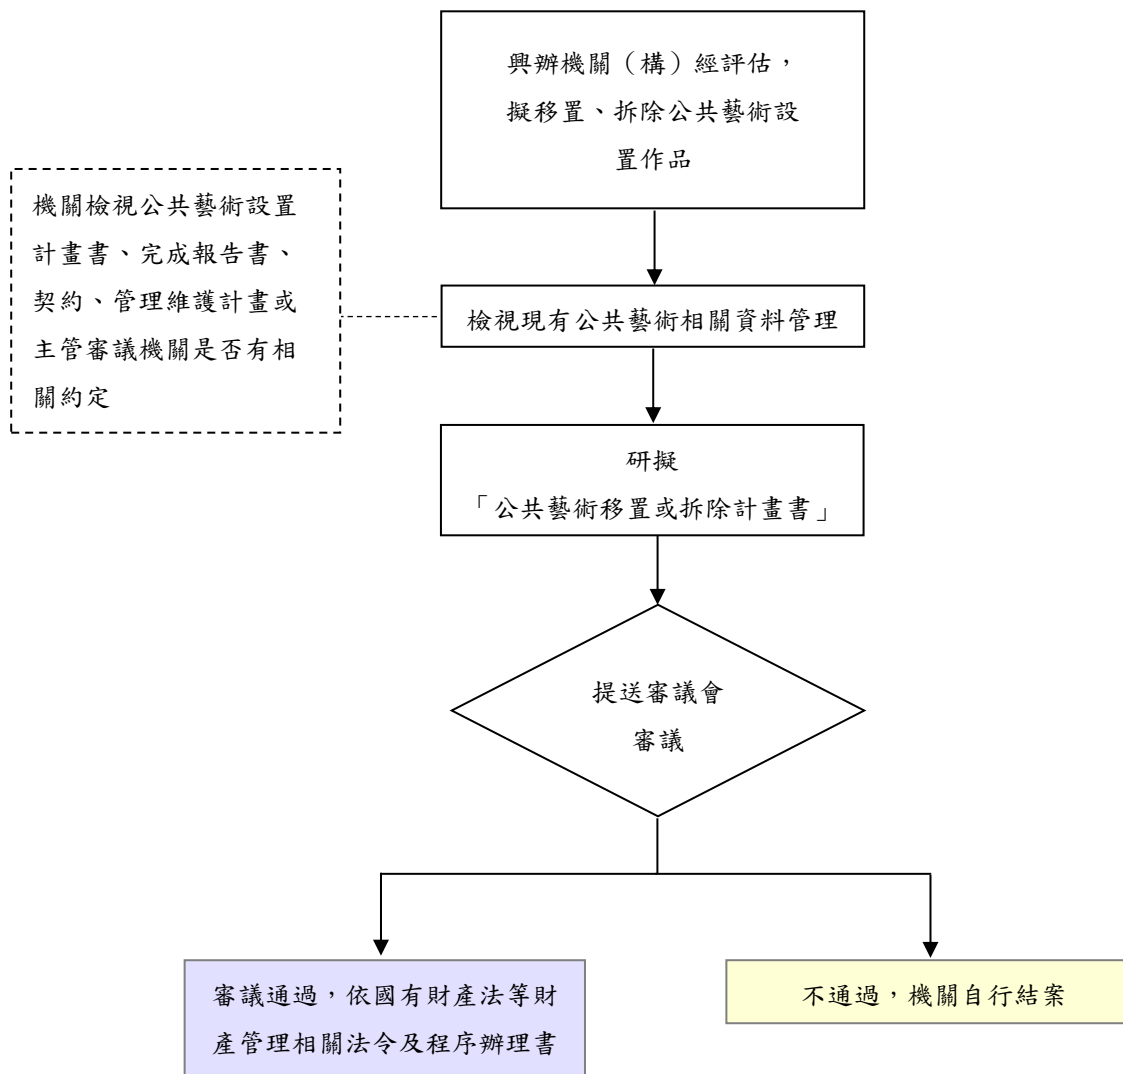 興辦機關（構）經評估，
擬移置、拆除公共藝術設
置作品
機關檢視公共藝術設置
計畫書、完成報告書、
契約、管理維護計畫或
主管審議機關是否有相
關約定
檢視現有公共藝術相關資料管理
研擬
「公共藝術移置或拆除計畫書」
提送審議會
審議
審議通過，依國有財產法等財
產管理相關法令及程序辦理書
不通過，機關自行結案